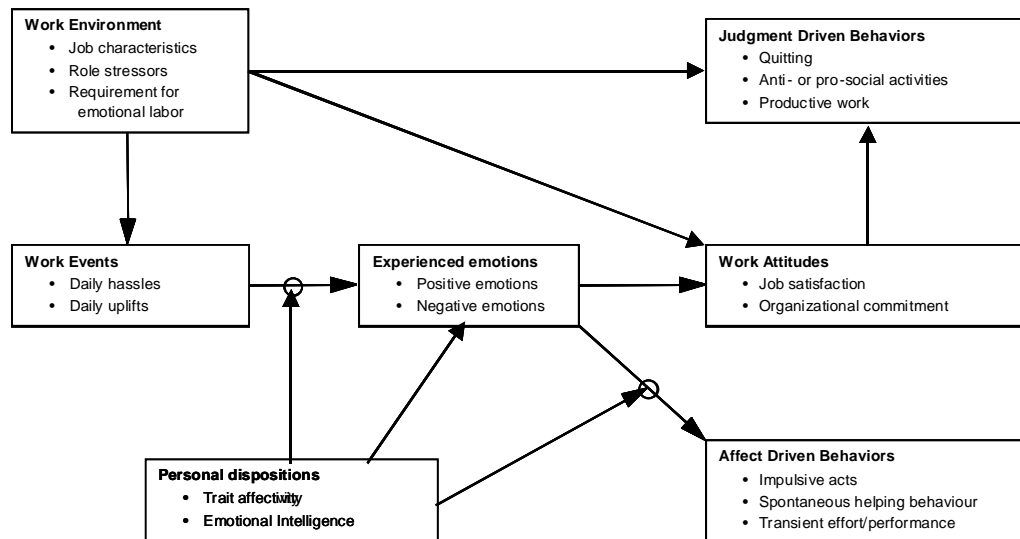 Work Environment
• Job characteristics
• Role stressors
• Requirement for
emotional labor
Judgment Driven Behaviors
• Quitting
• Anti- or pro-social activities
• Productive work
Work Events
• Daily hassles
• Daily uplifts
Experienced emotions
• Positive emotions
• Negative emotions
Work Attitudes
• Job satisfaction
• Organizational commitment
Personal dispositions
• Trait affectivity
• Emotional Intelligence
Affect Driven Behaviors
• Impulsive acts
• Spontaneous helping behaviour
• Transient effort/performance